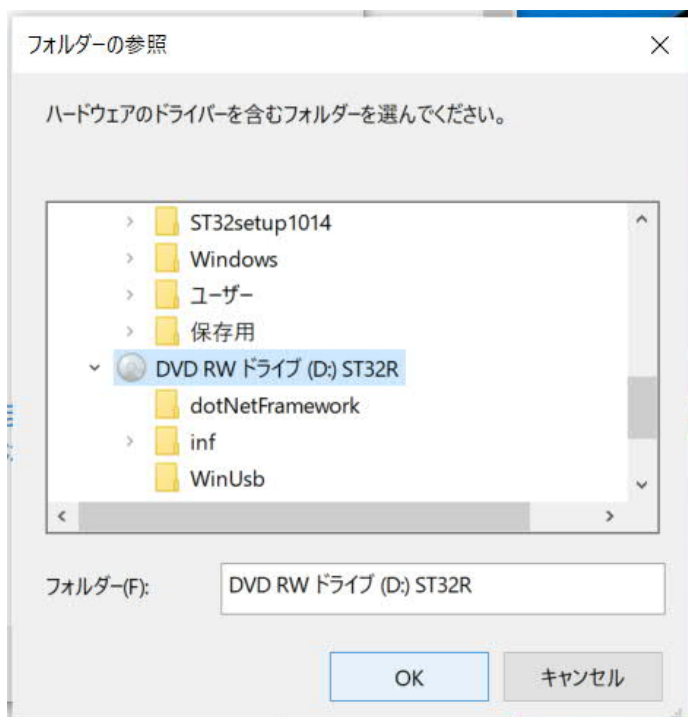 フォルダーの参照
ハードウェアのドライバーを含むフォルダーを選んでください。
ST32setup1014
Windows
ユーザー
保存用
DVD RW ドライブ (D:) ST32R
dotNetFramework
inf
WinUsb
フォルダー(F):
DVD RW ドライブ (D:) ST32R
OK
キャンセル